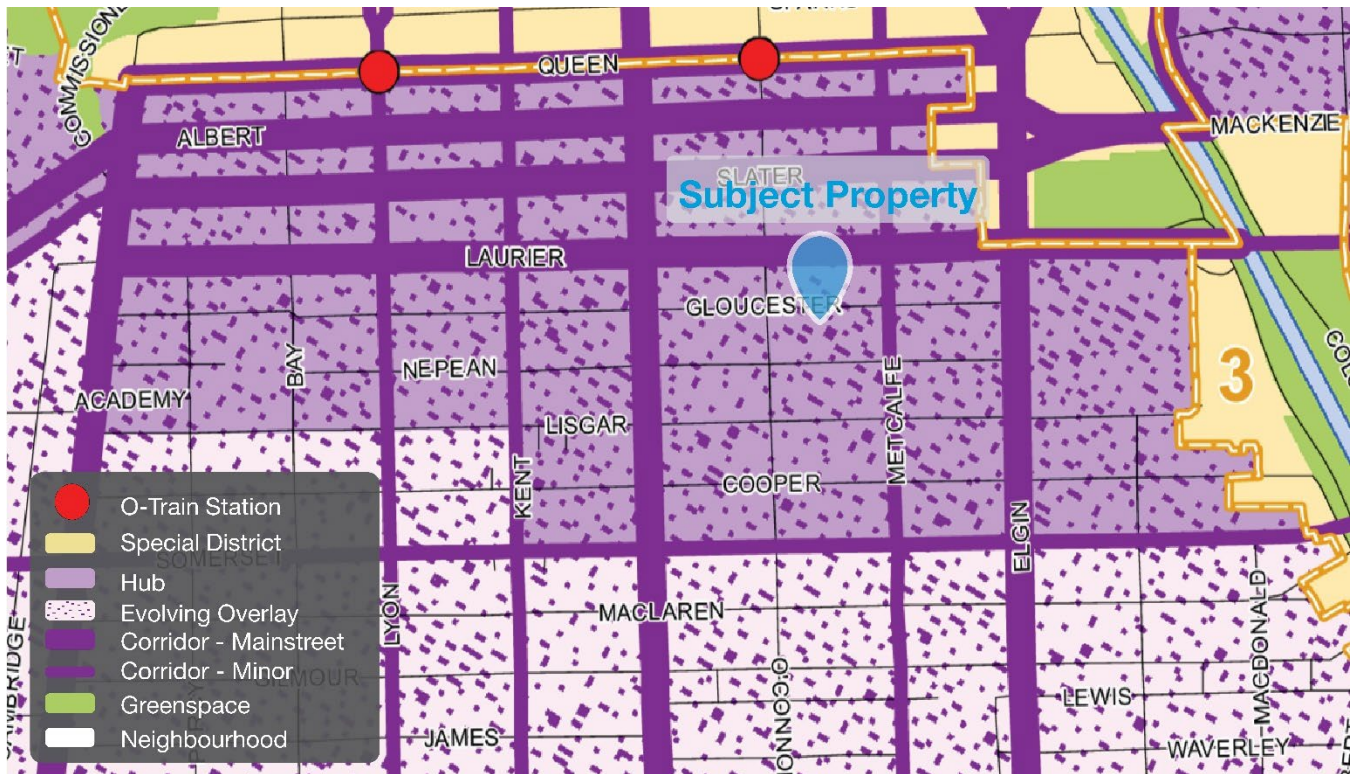 QUEEN
ALBERT
MACKENZIE
SLATER
Subject Property
LAURIER
GLOUCESTER
BAY
NEPEAN
METCALFE
3
ACADEMY
LISGAR
KENT
COOPER
ELGIN
O-Train Station
Special District
SOMERSET
Hub
Evolving Overlay
LYON
MACLAREN
MACDONALD
Corridor - Mainstreet
Corridor - Minor
GILMOUR
LEWIS
Greenspace
Neighbourhood
JAMES
WAVERLEY